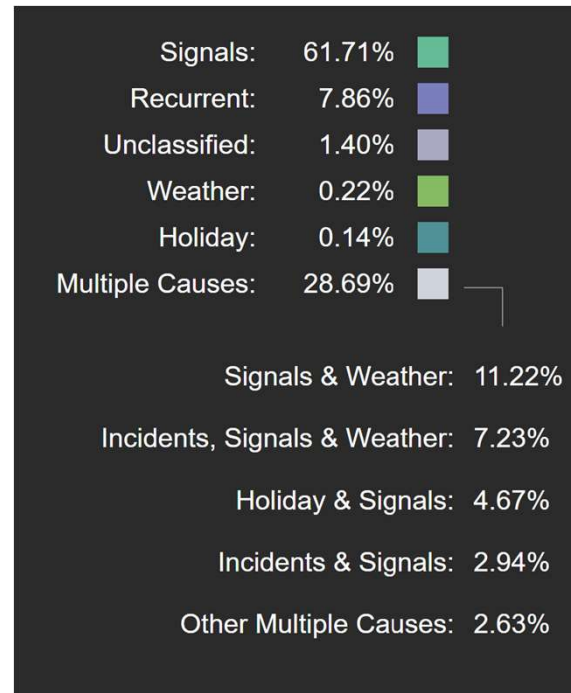 Signals: 61.71%
Recurrent: 7.86%
Unclassified: 1.40%
Weather: 0.22%
Holiday: 0.14%
Multiple Causes: 28.69%
Signals & Weather: 11.22%
Incidents, Signals & Weather: 7.23%
Holiday & Signals: 4.67%
Incidents & Signals: 2.94%
Other Multiple Causes: 2.63%